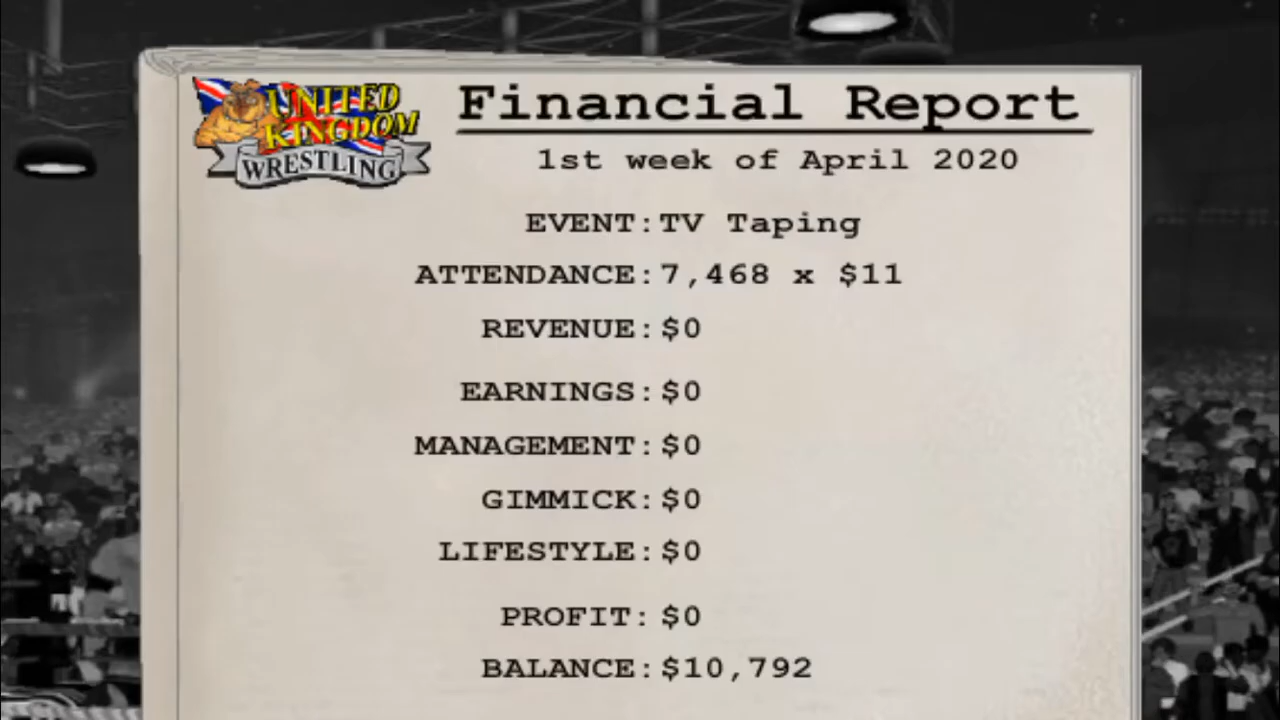 UNITED
KINGDOM
WRESTLING
Financial Report
1st week of April 2020
EVENT: TV Taping
ATTENDANCE: 7,468 x $11
REVENUE: $0
EARNINGS: $0
MANAGEMENT: $0
GIMMICK: $0
LIFESTYLE: $0
PROFIT: $0
BALANCE: $10,792